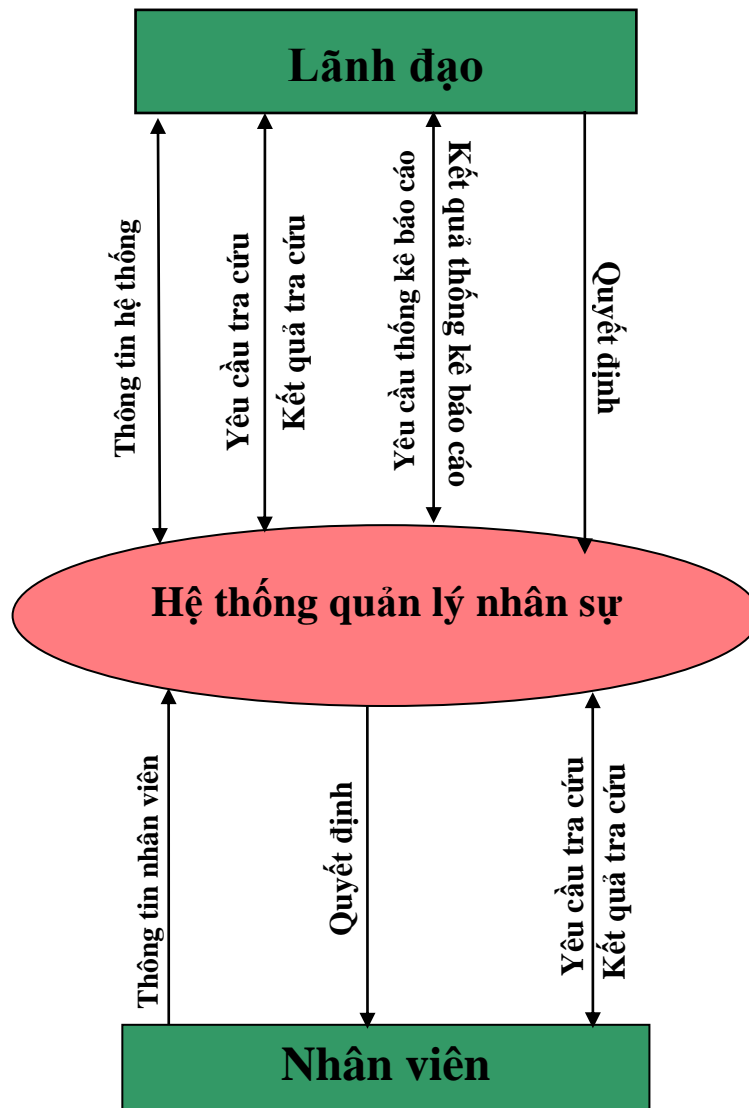 Lãnh đạo
Thông tin hệ thống
Yêu cầu tra cứu
Kết quả tra cứu
Yêu cầu thống kê báo cáo
Kết quả thống kê báo cáo
Quyết định
Hệ thống quản lý nhân sự
Thông tin nhân viên
Quyết định
Yêu cầu tra cứu
Kết quả tra cứu
Nhân viên